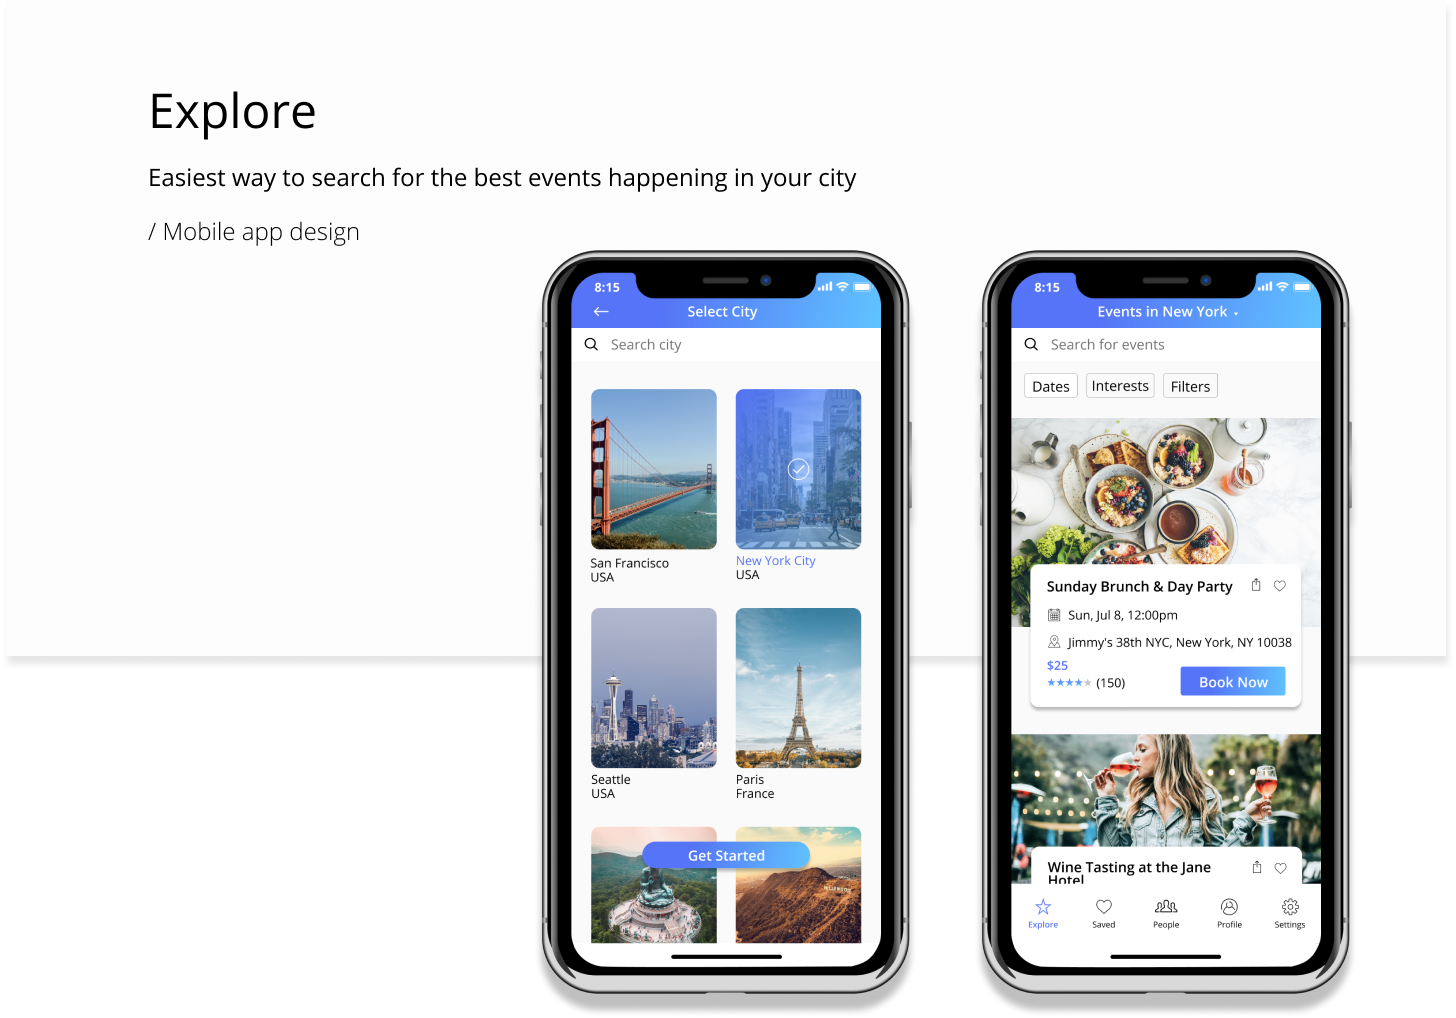 Explore
Easiest way to search for the best events happening in your city
/ Mobile app design
8:15
Select City
Search city
San Francisco
USA
New York City
USA
Seattle
USA
Paris
France
Get Started
8:15
Events in New York
Search for events
Dates
Interests
Filters
Sunday Brunch & Day Party
Sun, Jul 8, 12:00pm
Jimmy's 38th NYC, New York, NY 10038
$25
(150)
Book Now
Wine Tasting at the Jane
Hotel
Explore
Saved
People
Profile
Settings